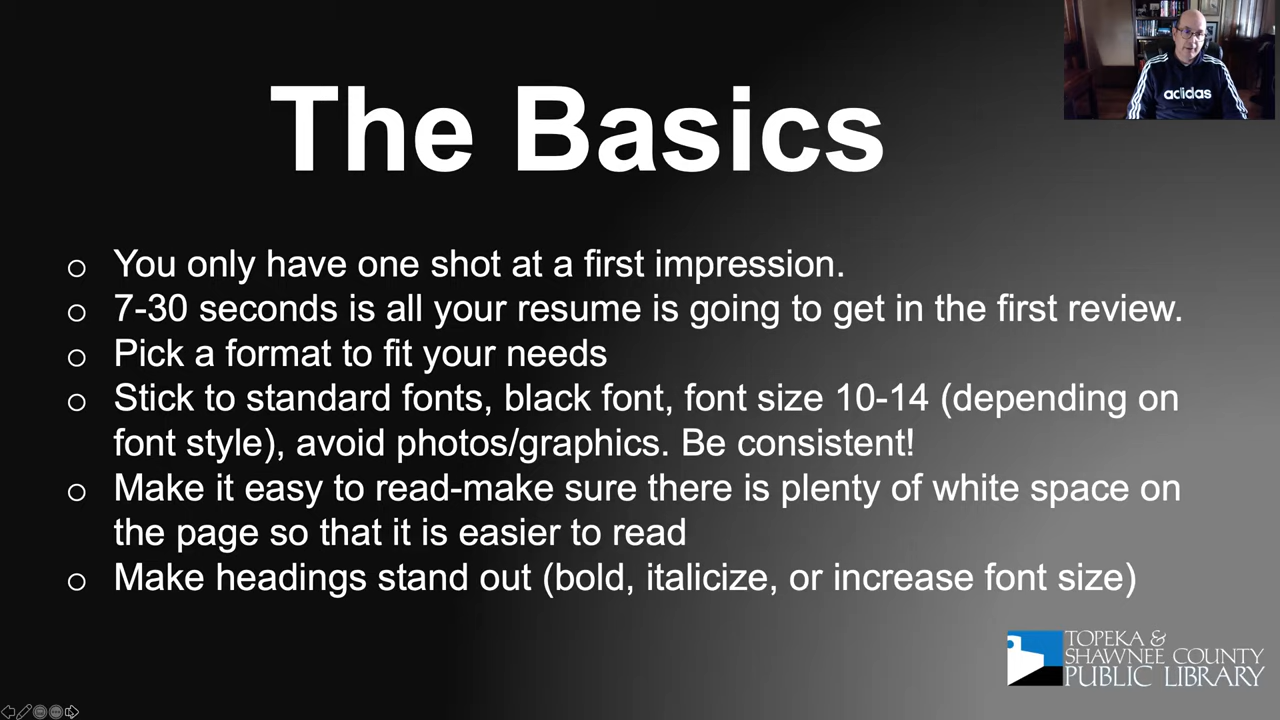 The Basics
adidas
o You only have one shot at a first impression.
o 7-30 seconds is all your resume is going to get in the first review.
o Pick a format to fit your needs
o Stick to standard fonts, black font, font size 10-14 (depending on
font style), avoid photos/graphics. Be consistent!
o Make it easy to read-make sure there is plenty of white space on
the page so that it is easier to read
o Make headings stand out (bold, italicize, or increase font size)
TOPEKA &
SHAWNEE COUNTY
PUBLIC LIBRARY